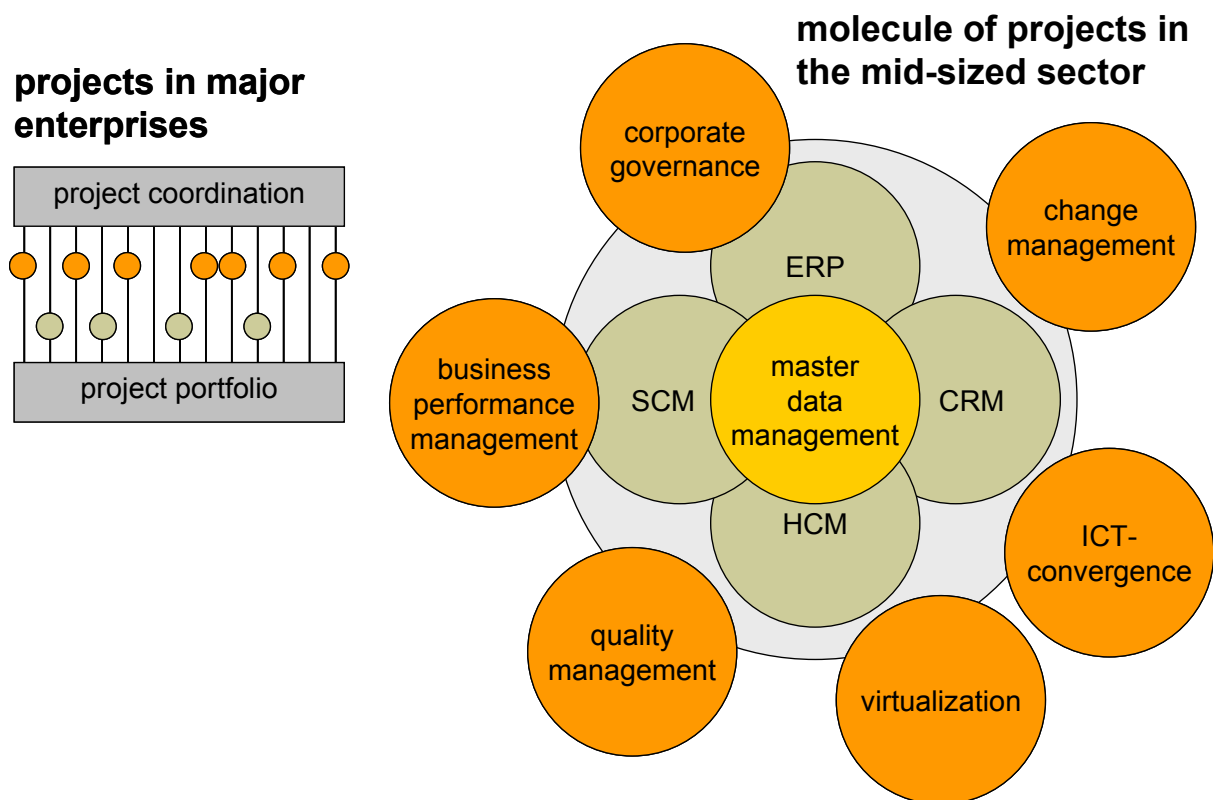 projects in major
enterprises
project coordination
project portfolio
molecule of projects in
the mid-sized sector
corporate
governance
change
management
ERP
business
performance
management
SCM
master
data
management
CRM
HCM
ICT-
convergence
quality
management
virtualization